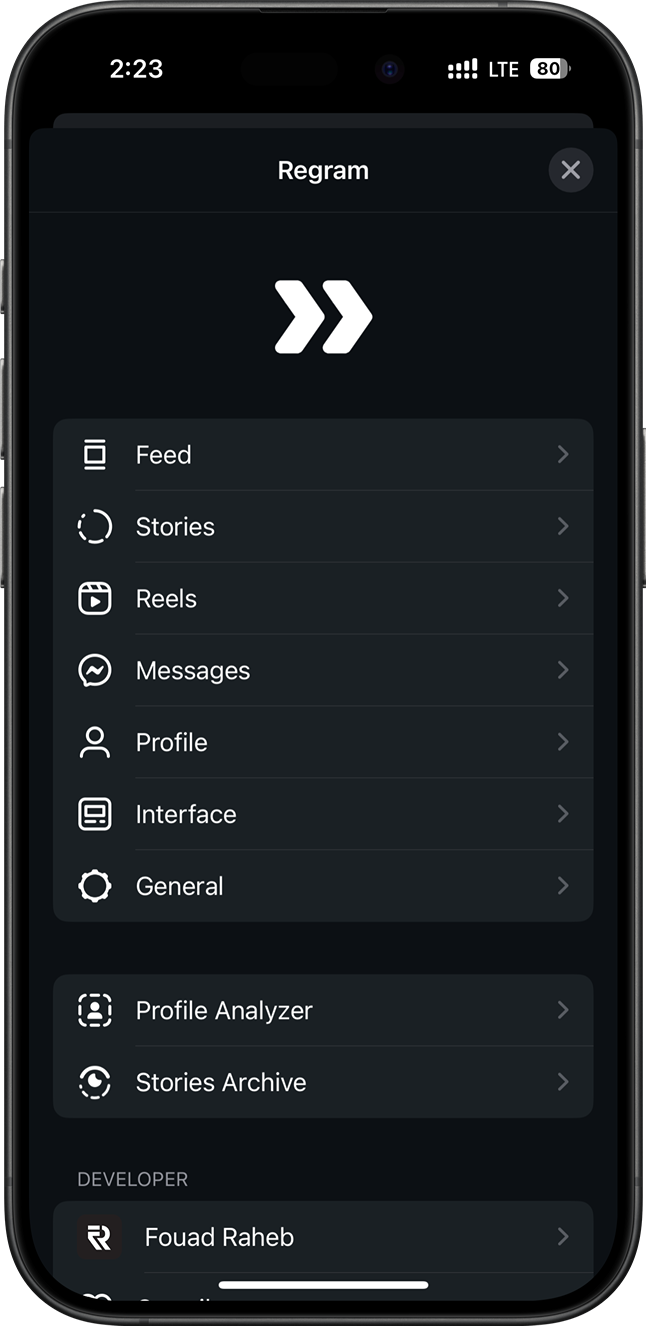 2:23
LTE
80
Regram
Feed
Stories
Reels
Messages
Profile
Interface
General
Profile Analyzer
Stories Archive
DEVELOPER
Fouad Raheb